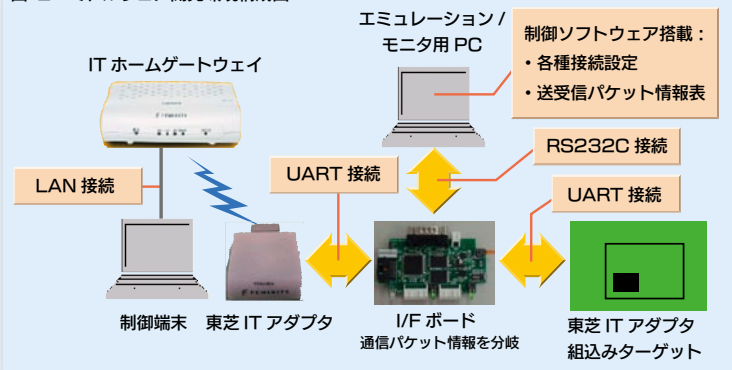 エミュレーション /
モニタ用 PC
制御ソフトウェア搭載：
・各種接続設定
・送受信パケット情報表
IT ホームゲートウェイ
RS232C 接続
LAN 接続
UART 接続
UART 接続
TOSHIBA
FEMINITY
制御端末
東芝 IT アダプタ
I/F ボード
通信パケット情報を分岐
東芝 IT アダプタ
組込みターゲット